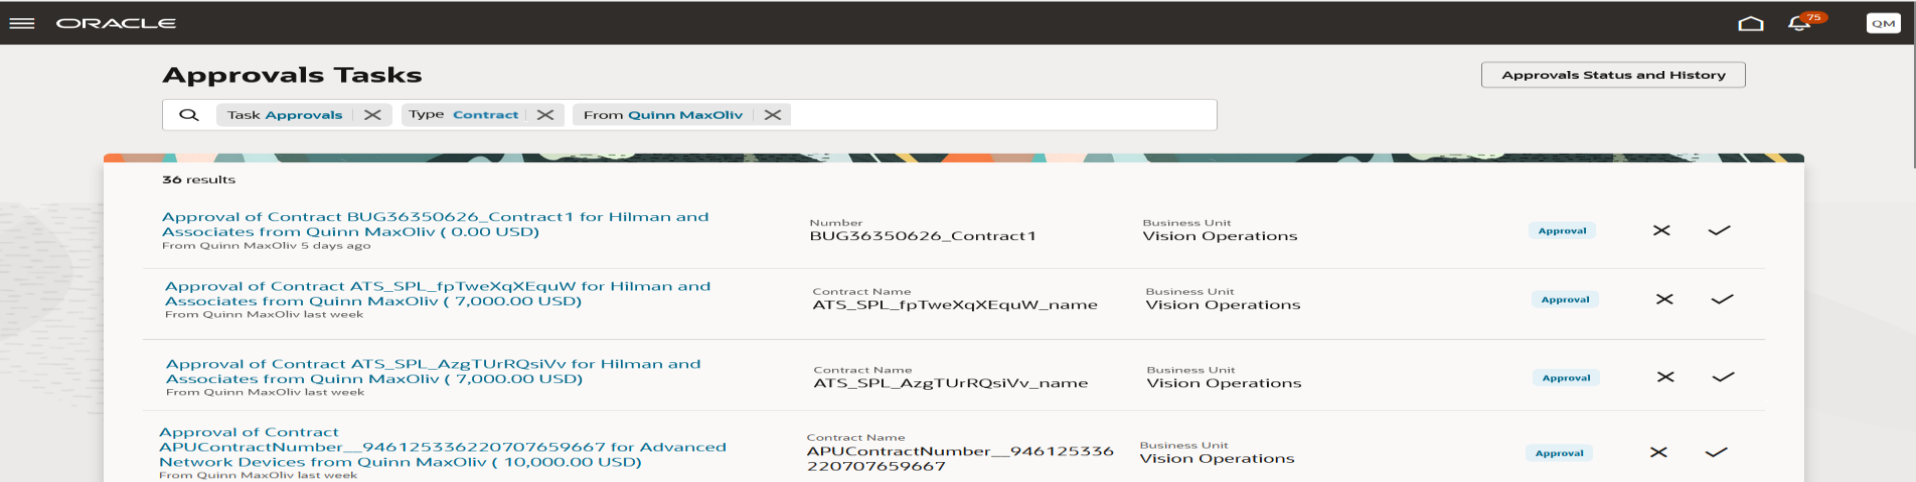 ORACLE
75
QM
Approvals Tasks
Approvals Status and History
Task Approvals
Type Contract
From Quinn MaxOliv
36 results
Approval of Contract BUG36350626_Contract1 for Hilman and
Associates from Quinn MaxOliv ( 0.00 USD)
From Quinn MaxOliv 5 days ago
Number
BUG36350626_Contract1
Business Unit
Vision Operations
Approval
Approval of Contract ATS_SPL_fpTweXqXEquW for Hilman and
Associates from Quinn MaxOliv ( 7,000.00 USD)
From Quinn MaxOliv last week
Contract Name
ATS_SPL_fpTweXqXEquW_name
Business Unit
Vision Operations
Approval
Approval of Contract ATS_SPL_AzgTUrRQsiVv for Hilman and
Associates from Quinn MaxOliv ( 7,000.00 USD)
From Quinn MaxOliv last week
Contract Name
ATS_SPL_AzgTUrRQsiVv_name
Business Unit
Vision Operations
Approval
Approval of Contract
APUContractNumber__946125336220707659667 for Advanced
Network Devices from Quinn MaxOliv ( 10,000.00 USD)
From Quinn MaxOliv last week
Contract Name
APUContractNumber__946125336
220707659667
Business Unit
Vision Operations
Approval